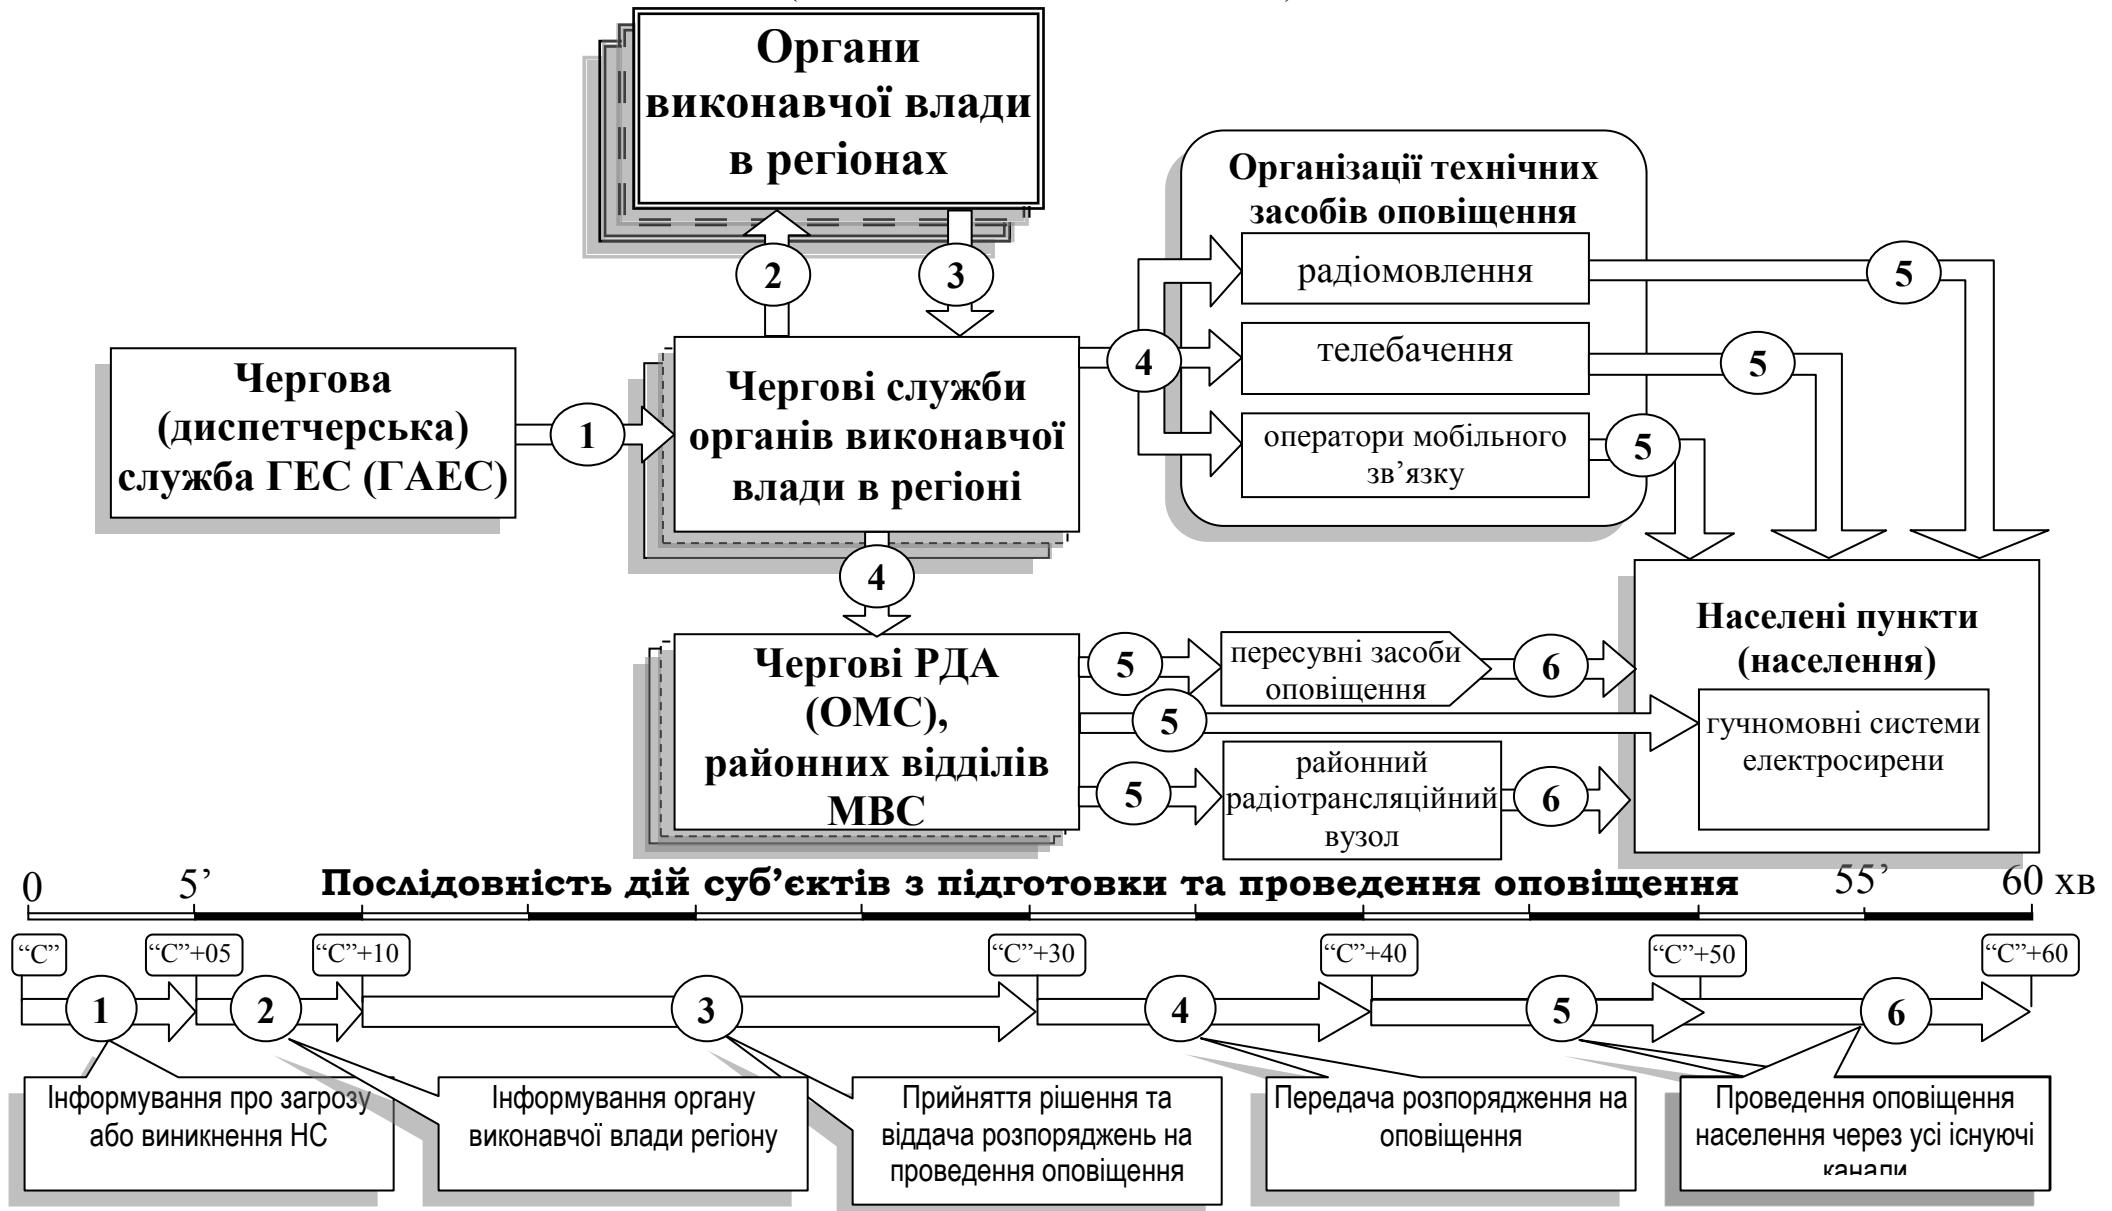 Органи
виконавчої влади
в регіонах
Організації технічних
засобів оповіщення
радіомовлення
телебачення
оператори мобільного
зв’язку
5
5
5
2
3
4
Чергова
(диспетчерська)
служба ГЕС (ГАЕС)
1
Чергові служби
органів виконавчої
влади в регіоні
4
Чергові РДА
(ОМС),
районних відділів
МВС
5
5
5
пересувні засоби
оповіщення
районний
радіотрансляційний
вузол
6
6
Населені пункти
(населення)
гучномовні системи
електросирени
0
5’
Послідовність дій суб’єктів з підготовки та проведення оповіщення
55’
60 хв
“С”
“С”+05
“С”+10
“С”+30
“С”+40
“С”+50
“С”+60
1
2
3
4
5
6
Інформування про загрозу
або виникнення НС
Інформування органу
виконавчої влади регіону
Прийняття рішення та
віддача розпоряджень на
проведення оповіщення
Передача розпорядження на
оповіщення
Проведення оповіщення
населення через усі існуючі
канали